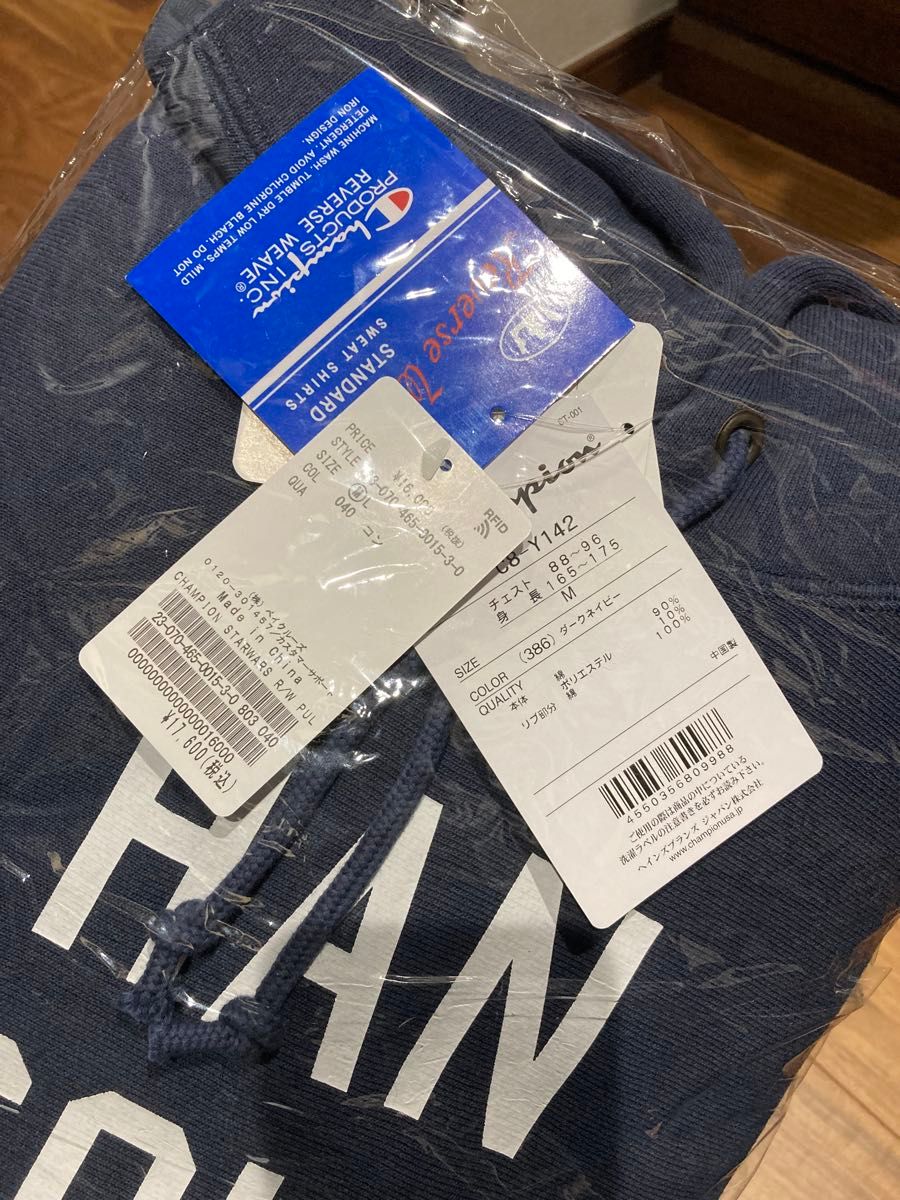 MACHINE WASH. TUMBLE DRY LOW TEMPS, MILD
DETERGENT. AVOID CHLORINE BLEACH. DO NOT
IRON DESIGN.
Champion
PRODUCTS INC.®
REVERSE WEAVE
STANDARD
SWEAT SHIRTS
PRICE ¥16,000 (税抜)
STYLE 23-070-465-0015-3-0
SIZE Ⓜ L
COL 040 コン
QUA
RFID
(株)ベイクルーズ
Made in China
CHAMPION STARWARS R/W PUL
23-070-465-0015-3-0 803 040
¥17,600(税込)
CT-001
C8-Y142
チェスト 88～96
身 長 165～175
SIZE M
COLOR (386) ダークネイビー
QUALITY
本体 綿 90%
ポリエステル 10%
リブ部分 綿 100%
中国製
4550356809988
ご使用の際は商品の中についている
洗濯ラベルの注意書きを必ずお読み下さい。
ヘインズブランズ ジャパン株式会社
www.championusa.jp
HAN